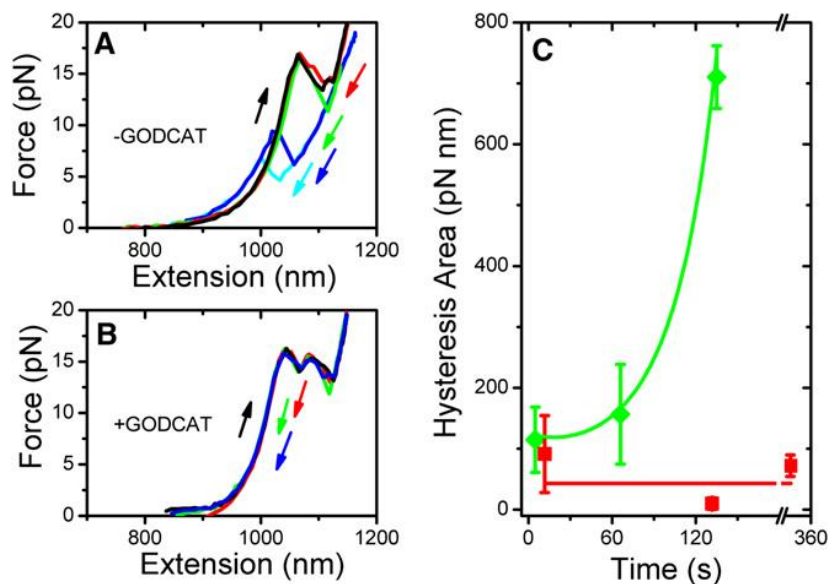 A
20
15
10
5
0
Force (pN)
-GODCAT
800
1000
1200
Extension (nm)
B
20
15
10
5
0
Force (pN)
+GODCAT
800
1000
1200
Extension (nm)
C
800
600
400
200
0
Hysteresis Area (pN nm)
0
60
120
360
Time (s)